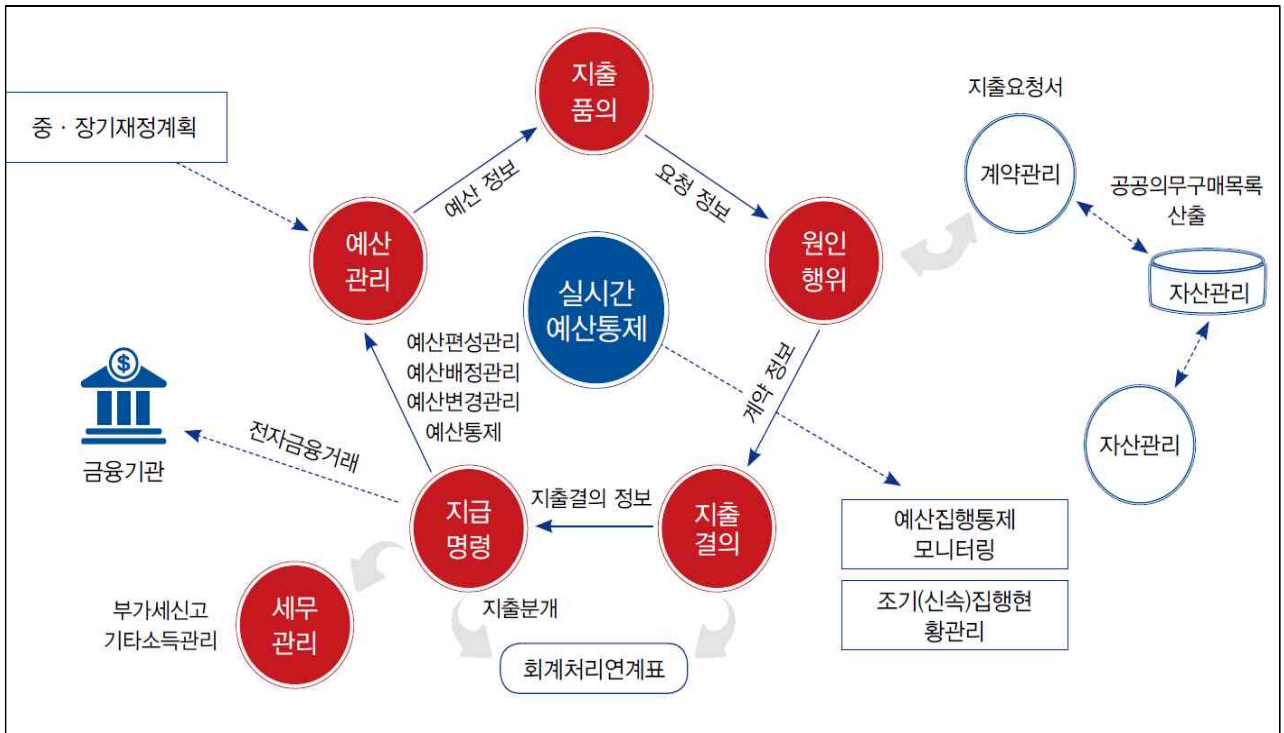 지출
품의
지출요청서
중 · 장기재정계획
계약관리
공공의무구매목록
산출
예산 정보
요청 정보
예산
관리
원인
행위
실시간
예산통제
자산관리
예산편성관리
예산배정관리
예산변경관리
예산통제
계약 정보
자산관리
금융기관
전자금융거래
지급
명령
지출결의 정보
지출
결의
예산집행통제
모니터링
조기(신속)집행현
황관리
부가세신고
기타소득관리
세무
관리
지출분개
회계처리연계표